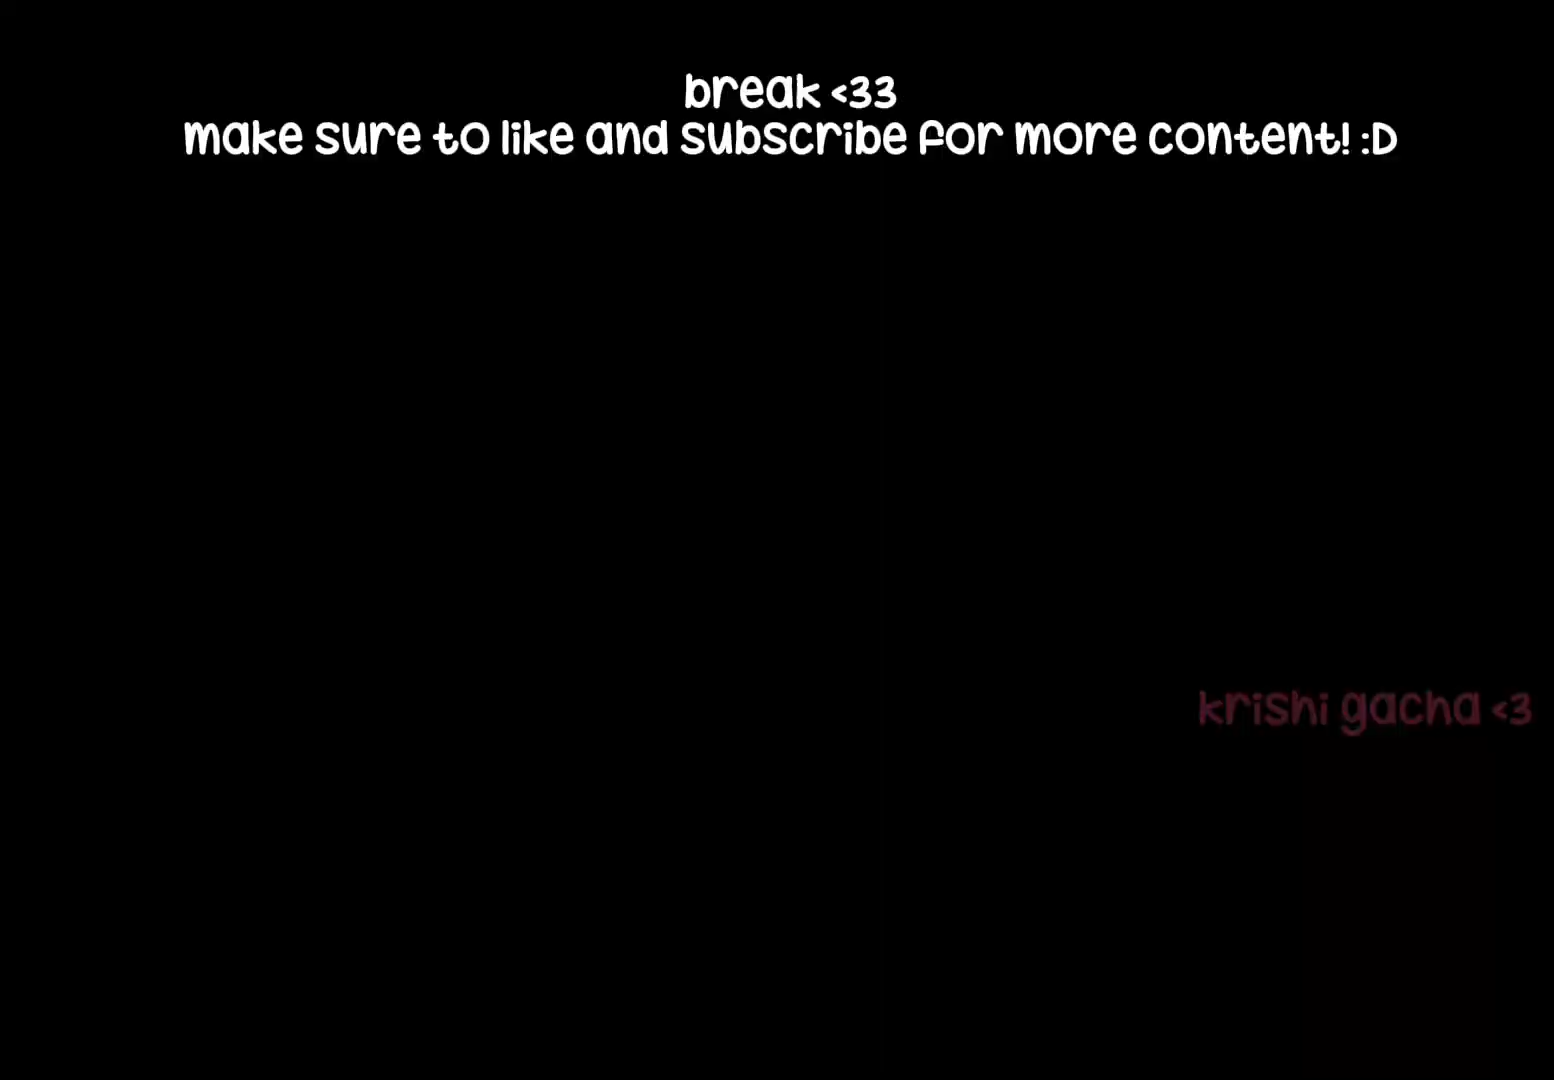 break <33
make sure to like and subscribe for more content! :D
krishi gacha <3